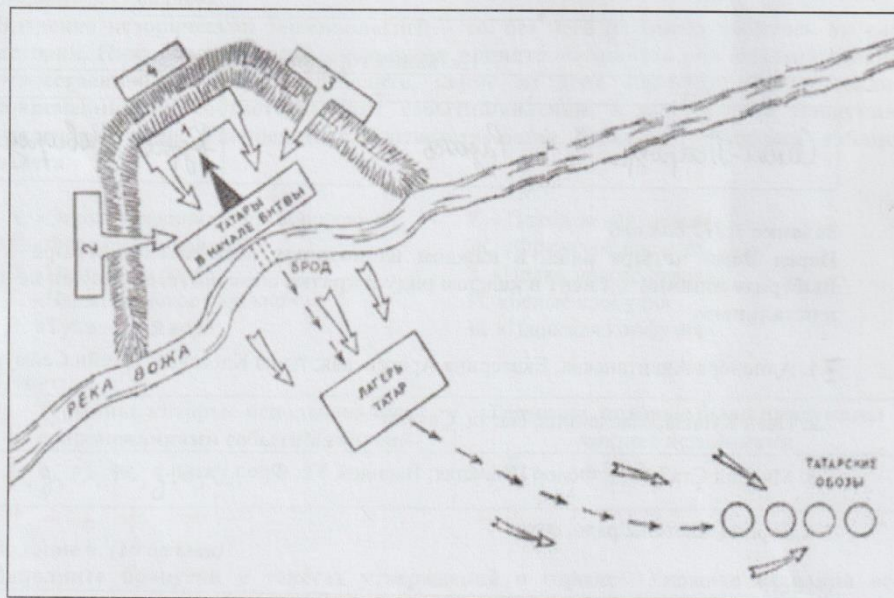 4
3
1
2
ТАТАРЫ
В НАЧАЛЕ БИТВЫ
БРОД
РЕКА ВОЖА
ЛАГЕРЬ
ТАТАР
ТАТАРСКИЕ
ОБОЗЫ